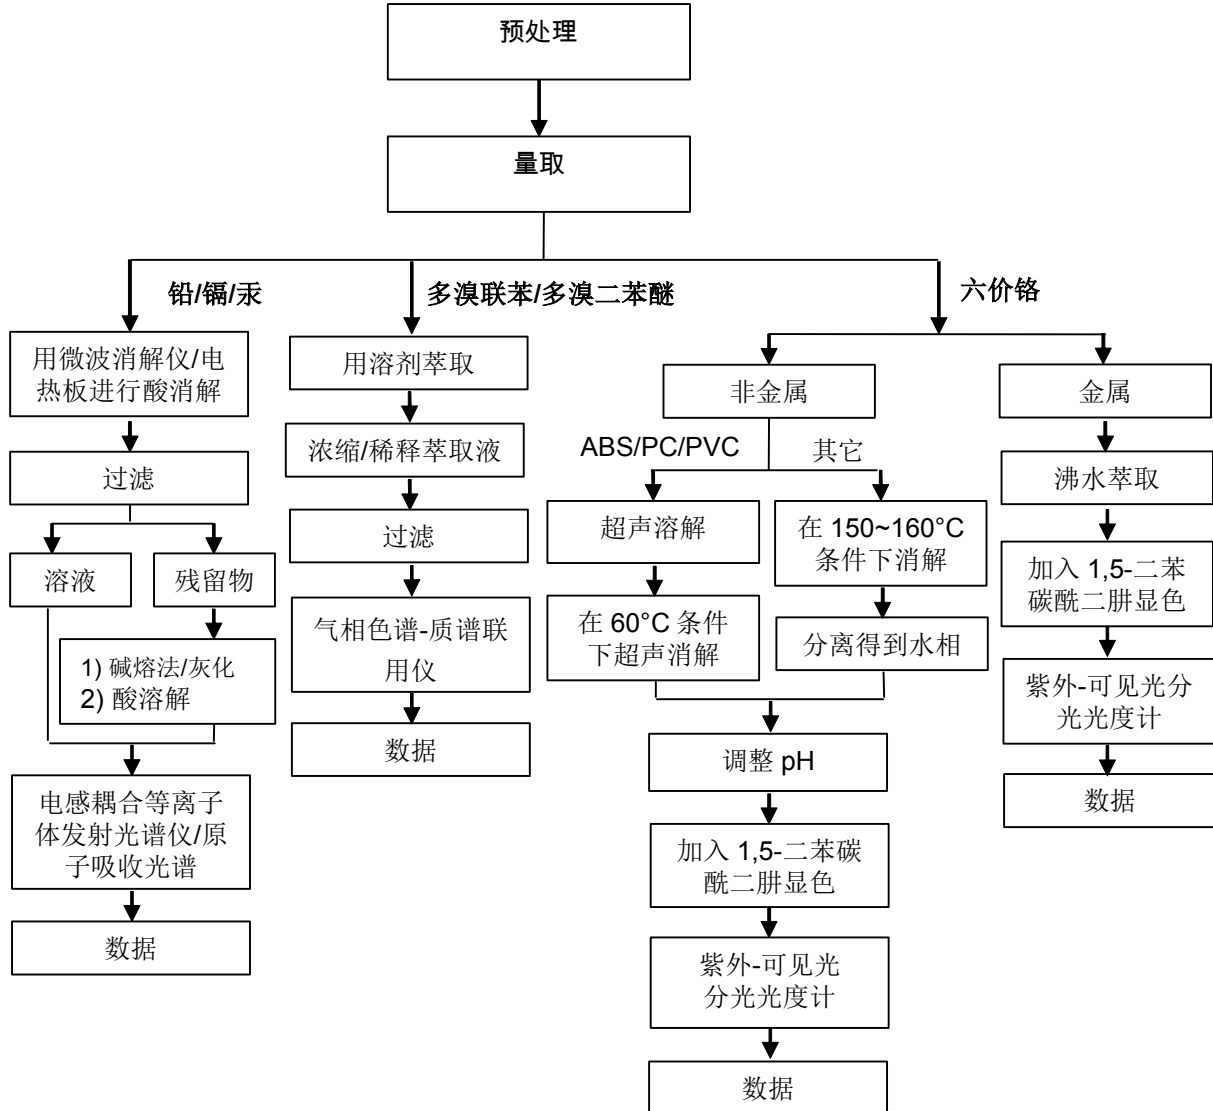 预处理
量取
铅/镉/汞
多溴联苯/多溴二苯醚
六价铬
用微波消解仪/电
热板进行酸消解
过滤
溶液
残留物
1) 碱熔法/灰化
2) 酸溶解
电感耦合等离子
体发射光谱仪/原
子吸收光谱
数据
用溶剂萃取
浓缩/稀释萃取液
过滤
气相色谱-质谱联
用仪
数据
非金属
ABS/PC/PVC
其它
超声溶解
在 60°C 条件
下超声消解
在 150~160°C
条件下消解
分离得到水相
调整 pH
加入 1,5-二苯碳
酰二肼显色
紫外-可见光
分光光度计
数据
金属
沸水萃取
加入 1,5-二苯
碳酰二肼显色
紫外-可见光分
光光度计
数据